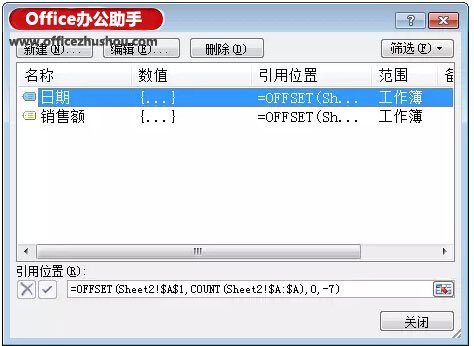 Office办公助手
www.officezhushou.com
新建(N)... 编辑(E)... 删除(D) 筛选(F)
名称 数值 引用位置 范围
日期 {...} =OFFSET(Sh... 工作簿
销售额 {...} =OFFSET(Sh... 工作簿
引用位置(R):
=OFFSET(Sheet2!$A$1,COUNT(Sheet2!$A:$A),0,-7)
关闭